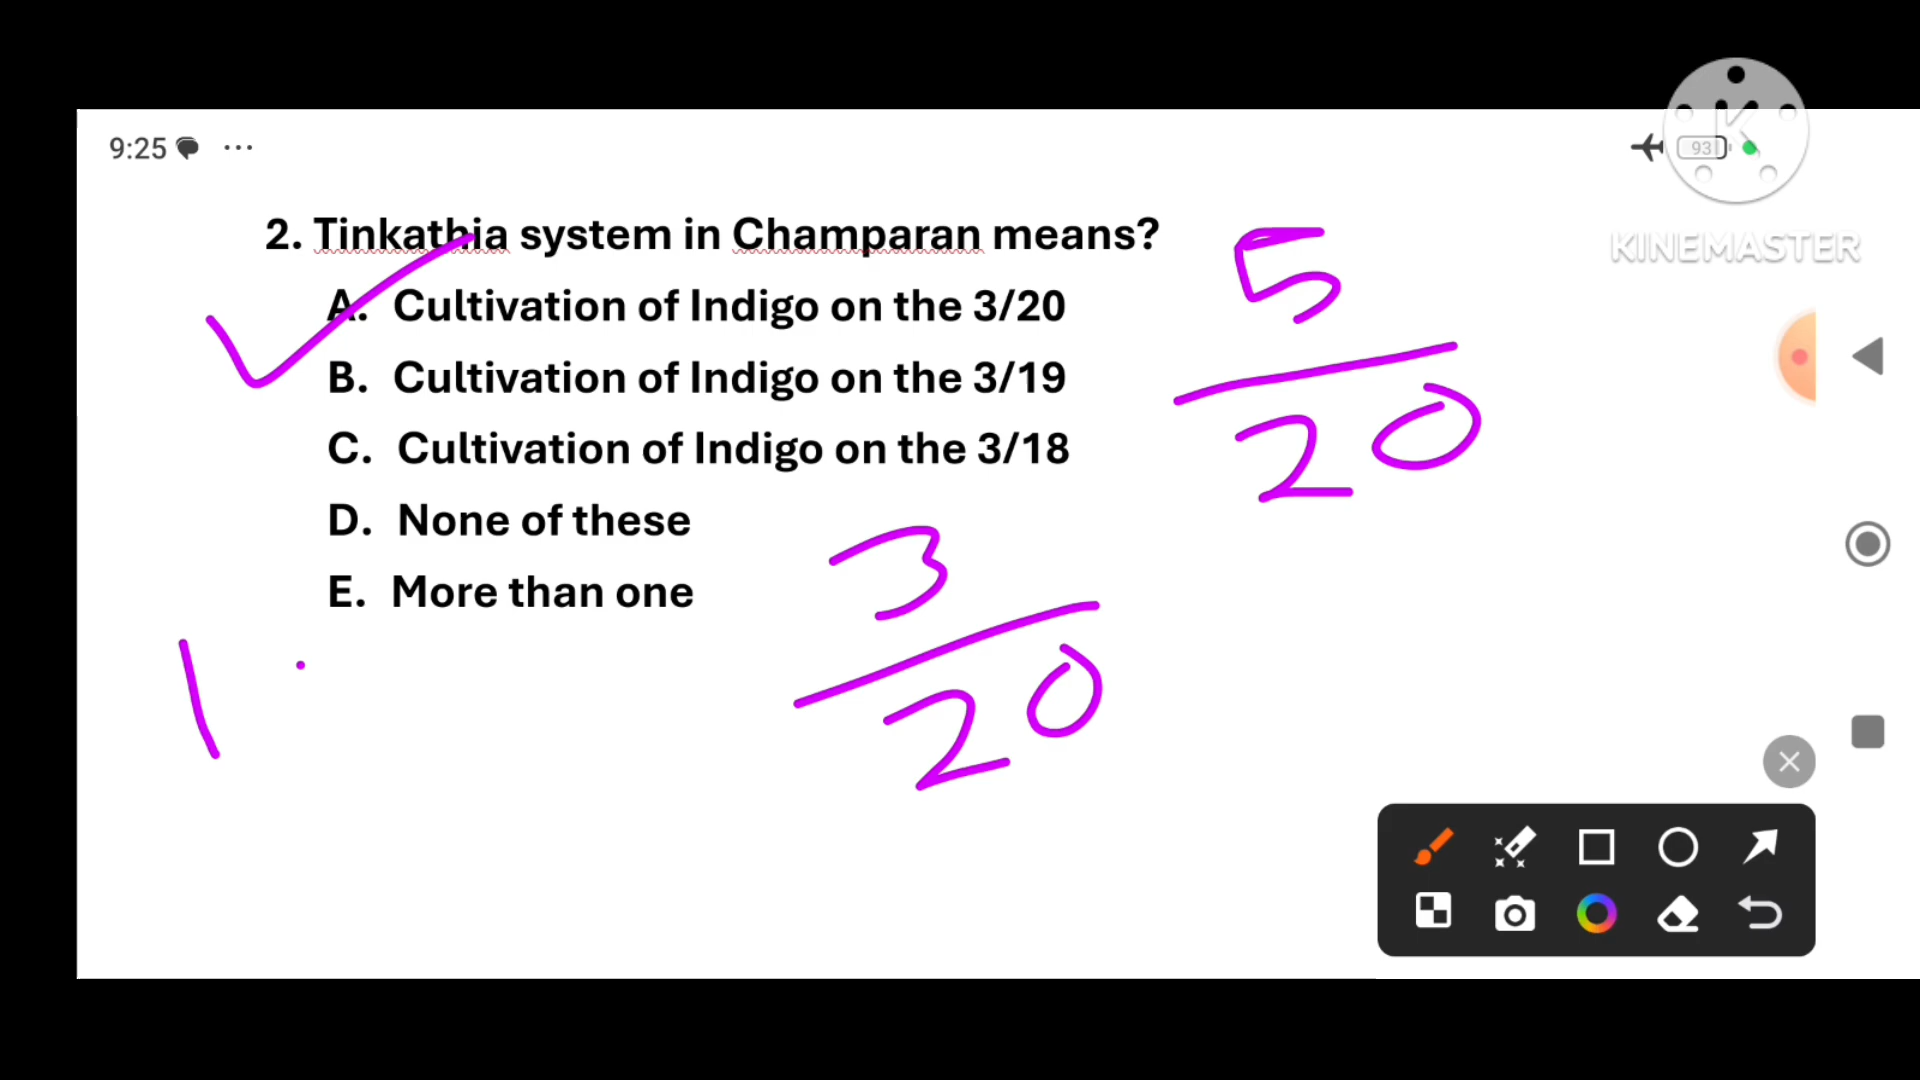 9:25 ...
93
KINEMASTER
2. Tinkathia system in Champaran means?
A. Cultivation of Indigo on the 3/20
B. Cultivation of Indigo on the 3/19
C. Cultivation of Indigo on the 3/18
D. None of these
E. More than one
5
20
3
20
1